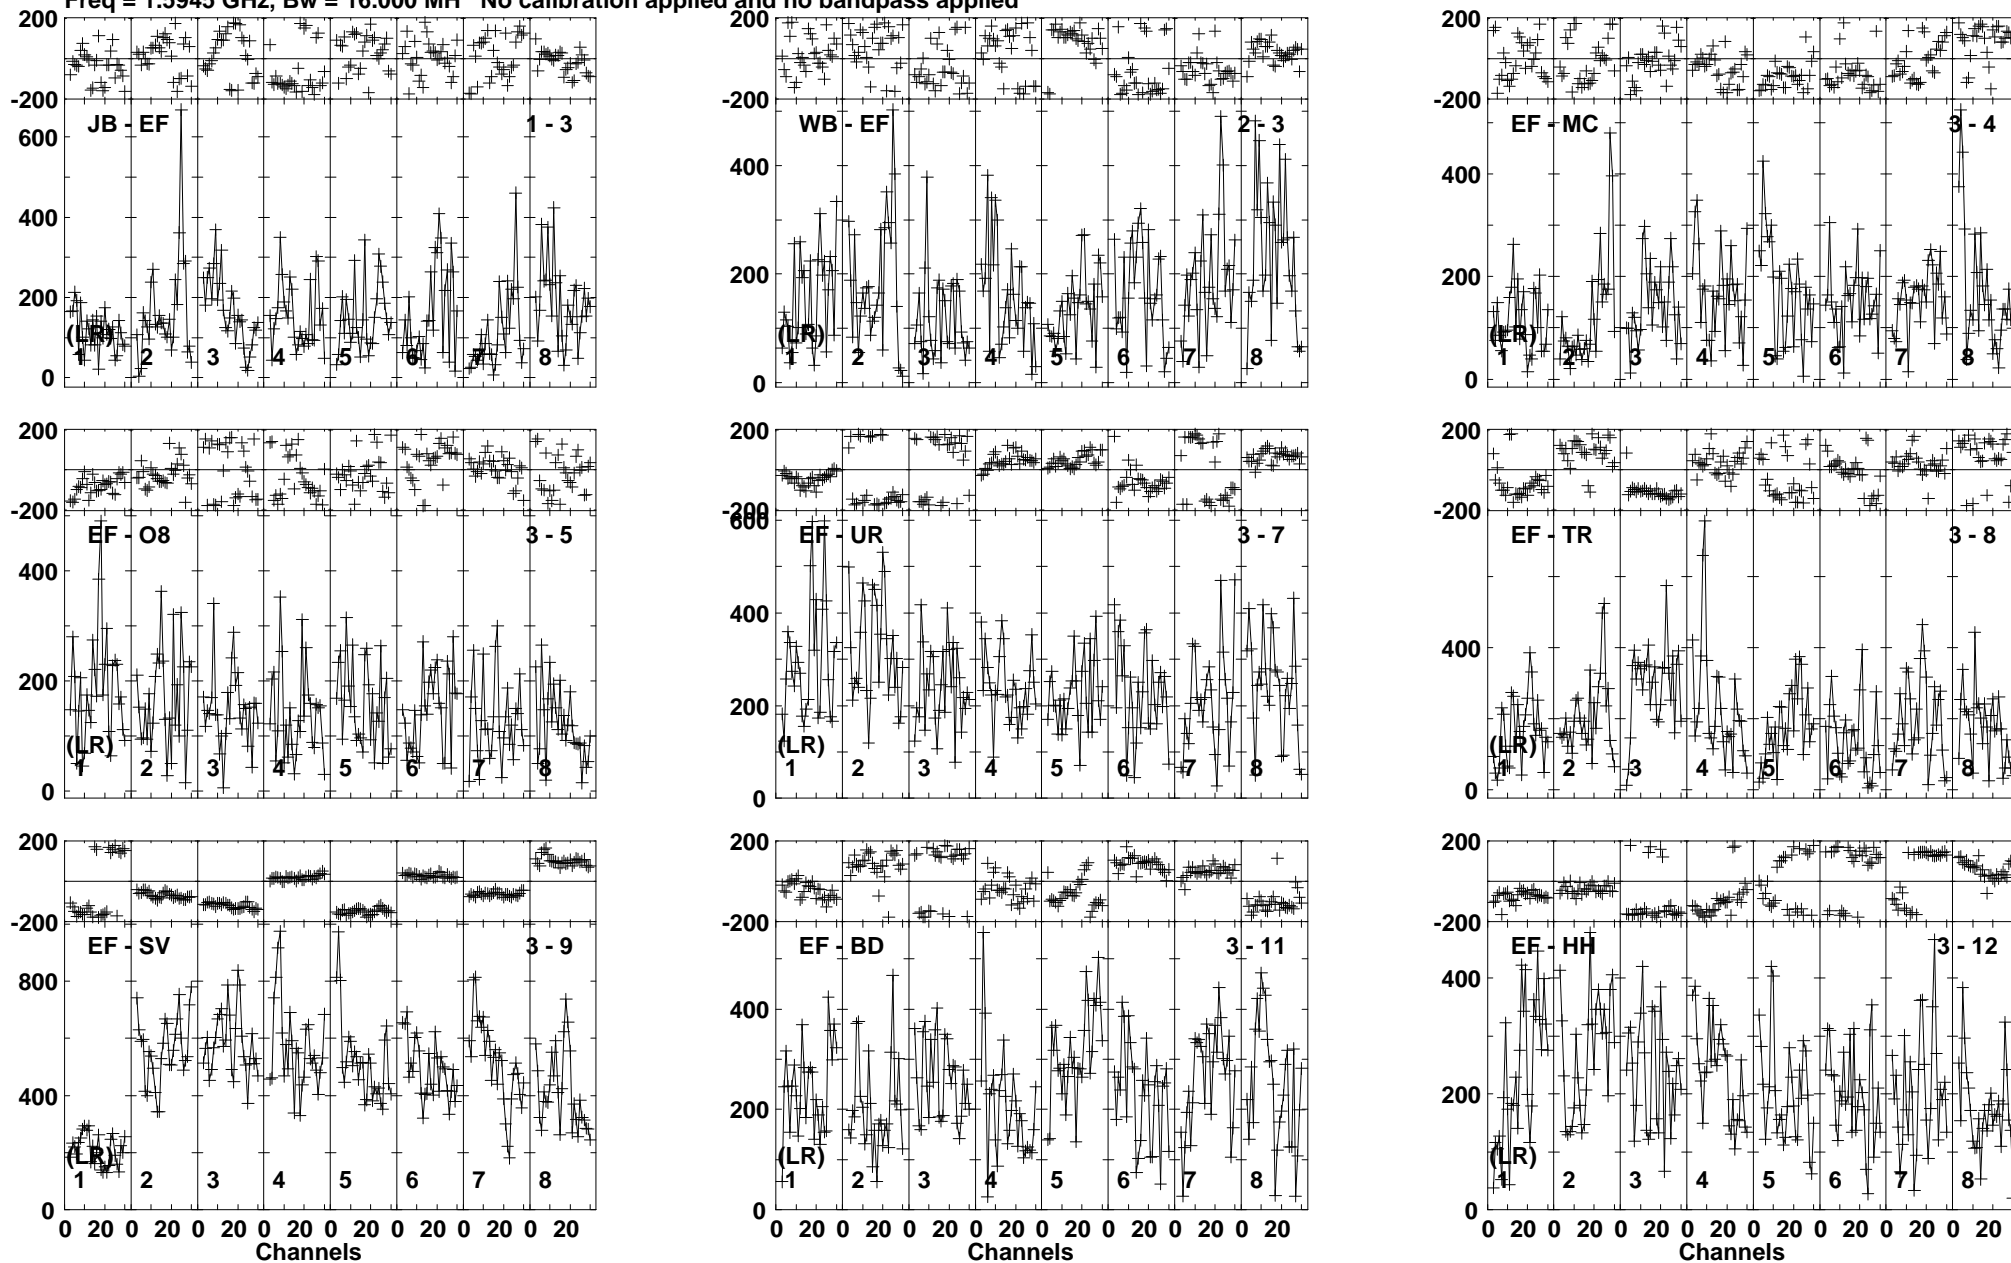 Freq = 1.5945 GHz, Bw = 16.000 MH No calibration applied and no bandpass applied
200 200 200
-200 -200 -200
JB - EF 1 - 3 WB - EF 2 - 3 EF - MC 3 - 4
600
400 400 400
200 200 200
(LR) (LR) (LR)
1 2 3 4 5 6 7 8 1 2 3 4 5 6 7 8 1 2 3 4 5 6 7 8
0 0 0
200 200 200
-200 -200 -200
600
EF - O8 3 - 5 EF - UR 3 - 7 EF - TR 3 - 8
400 400 400
200 200
(LR) (LR) (LR)
1 2 3 4 5 6 7 8 1 2 3 4 5 6 7 8 1 2 3 4 5 6 7 8
0 0 0
200 200 200
-200 -200 -200
EF - SV 3 - 9 EF - BD 3 - 11 EF - HH 3 - 12
800 400 400
400 200 200
(LR) (LR) (LR)
1 2 3 4 5 6 7 8 1 2 3 4 5 6 7 8 1 2 3 4 5 6 7 8
0 0 0
0 20 0 20 0 20 0 20 0 20 0 20 0 20 0 20 0 20 0 20 0 20 0 20 0 20 0 20 0 20 0 20 0 20 0 20 0 20 0 20 0 20 0 20 0 20 0 20
Channels Channels Channels